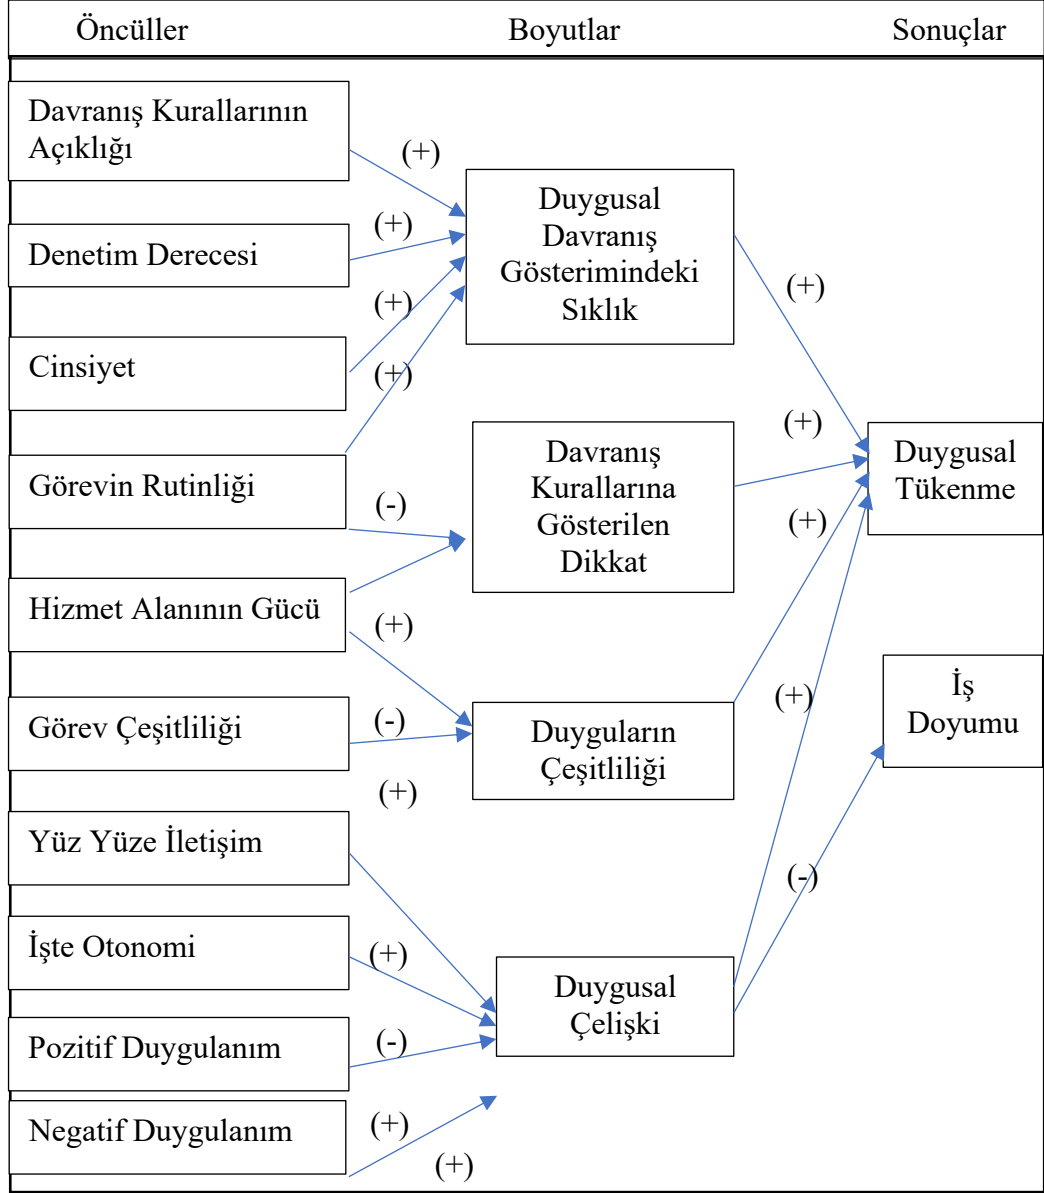 Öncüller Boyutlar Sonuçlar
Davranış Kurallarının
Açıklığı
(+)
Denetim Derecesi
(+)
Cinsiyet
(+)
Görevin Rutinliği
(+)
(-)
Hizmet Alanının Gücü
(+)
Görev Çeşitliliği
(-)
(+)
Yüz Yüze İletişim
İşte Otonomi
(+)
Pozitif Duygulanım
(-)
Negatif Duygulanım
(+)
(+)
Duygusal
Davranış
Gösterimindeki
Sıklık
Davranış
Kurallarına
Gösterilen
Dikkat
Duyguların
Çeşitliliği
Duygusal
Çelişki
(+)
(+)
(+)
(+)
(-)
Duygusal
Tükenme
İş
Doyumu